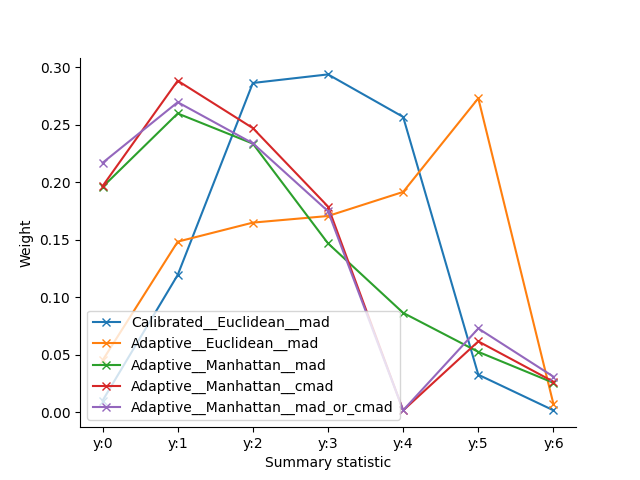 0.30
0.25
0.20
0.15
0.10
0.05
0.00
Weight
Calibrated__Euclidean__mad
Adaptive__Euclidean__mad
Adaptive__Manhattan__mad
Adaptive__Manhattan__cmad
Adaptive__Manhattan__mad_or_cmad
y:0 y:1 y:2 y:3 y:4 y:5 y:6
Summary statistic